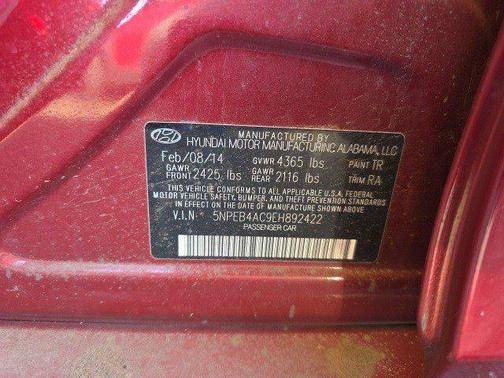 MANUFACTURED BY
HYUNDAI MOTOR MANUFACTURING ALABAMA, LLC
Feb/08/14 GVWR 4365 lbs PAINT TR
GAWR FRONT 2425 lbs GAWR REAR 2116 lbs TRIM RA
THIS VEHICLE CONFORMS TO ALL APPLICABLE U.S.A. FEDERAL
MOTOR VEHICLE SAFETY, BUMPER, AND THEFT PREVENTION STANDARDS
IN EFFECT ON THE DATE OF MANUFACTURE SHOWN ABOVE.
V.I.N: 5NPEB4AC9EH892422
PASSENGER CAR